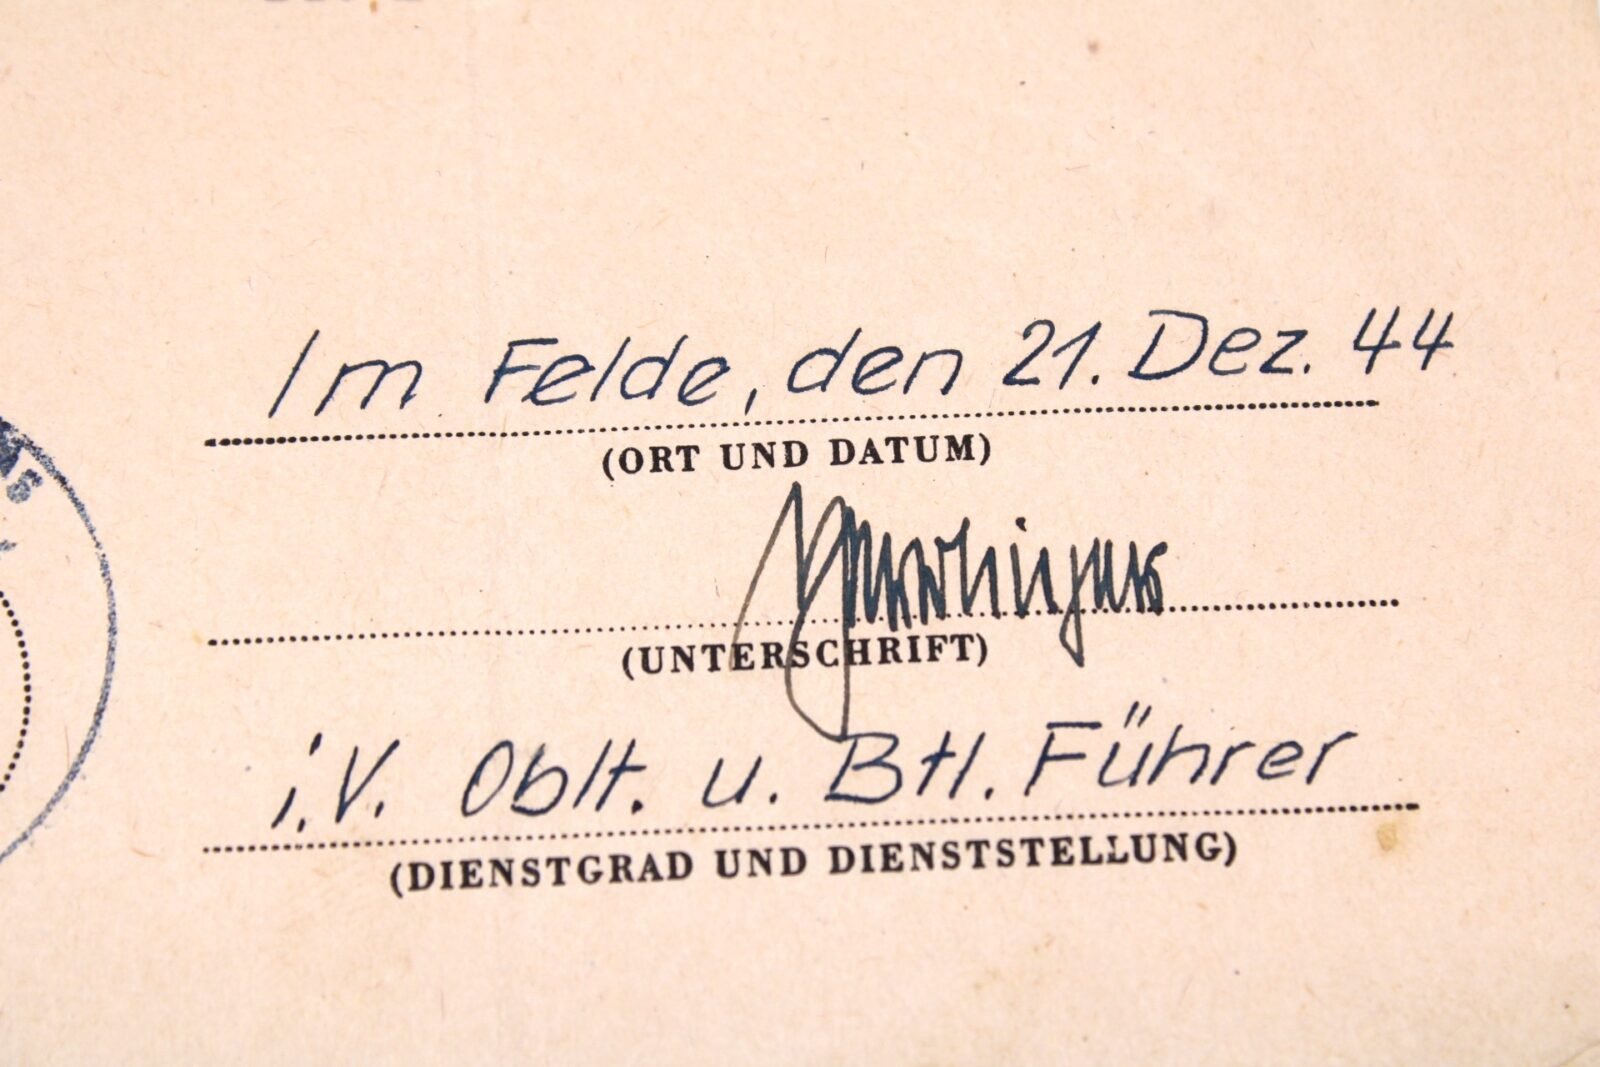 Im Felde, den 21. Dez. 44
(ORT UND DATUM)
(UNTERSCHRIFT)
i.V. Oblt. u. Btl. Führer
(DIENSTGRAD UND DIENSTSTELLUNG)